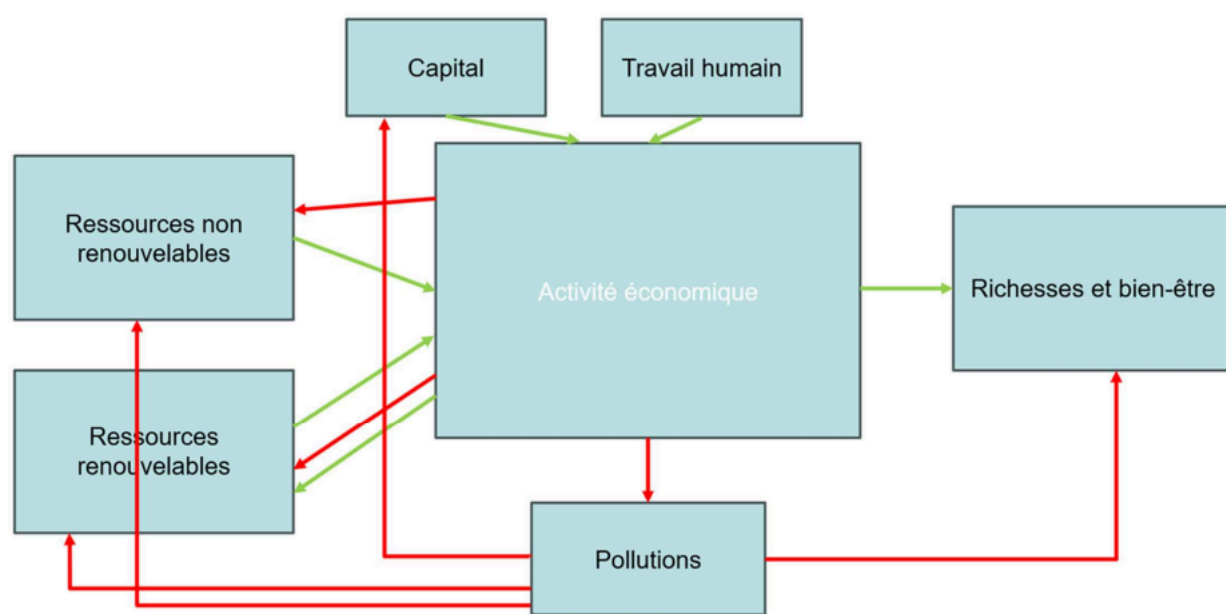 Capital
Travail humain
Ressources non
renouvelables
Activité économique
Richesses et bien-être
Ressources
renouvelables
Pollutions